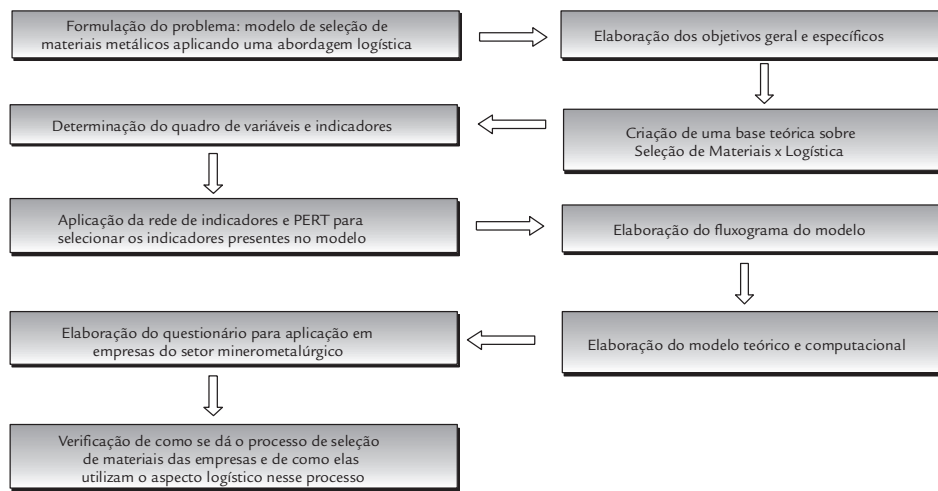 Formulação do problema: modelo de seleção de
materiais metálicos aplicando uma abordagem logística
Elaboração dos objetivos geral e específicos
Criação de uma base teórica sobre
Seleção de Materiais x Logística
Determinação do quadro de variáveis e indicadores
Aplicação da rede de indicadores e PERT para
selecionar os indicadores presentes no modelo
Elaboração do fluxograma do modelo
Elaboração do modelo teórico e computacional
Elaboração do questionário para aplicação em
empresas do setor minerometalúrgico
Verificação de como se dá o processo de seleção
de materiais das empresas e de como elas
utilizam o aspecto logístico nesse processo